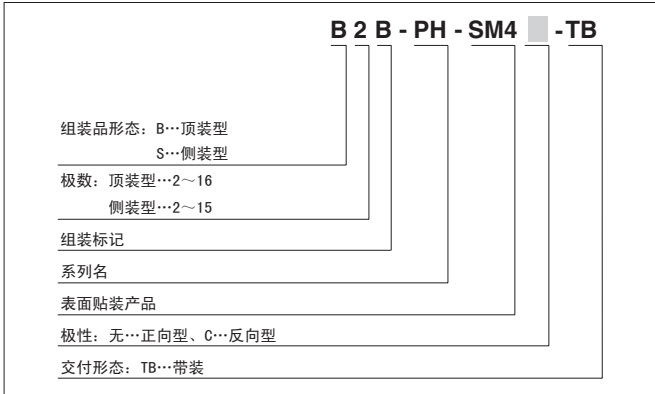 B 2 B - PH - SM4 -TB
组装品形态：B…顶装型
S…侧装型
极数：顶装型…2～16
侧装型…2～15
组装标记
系列名
表面贴装产品
极性：无…正向型、C…反向型
交付形态：TB…带装